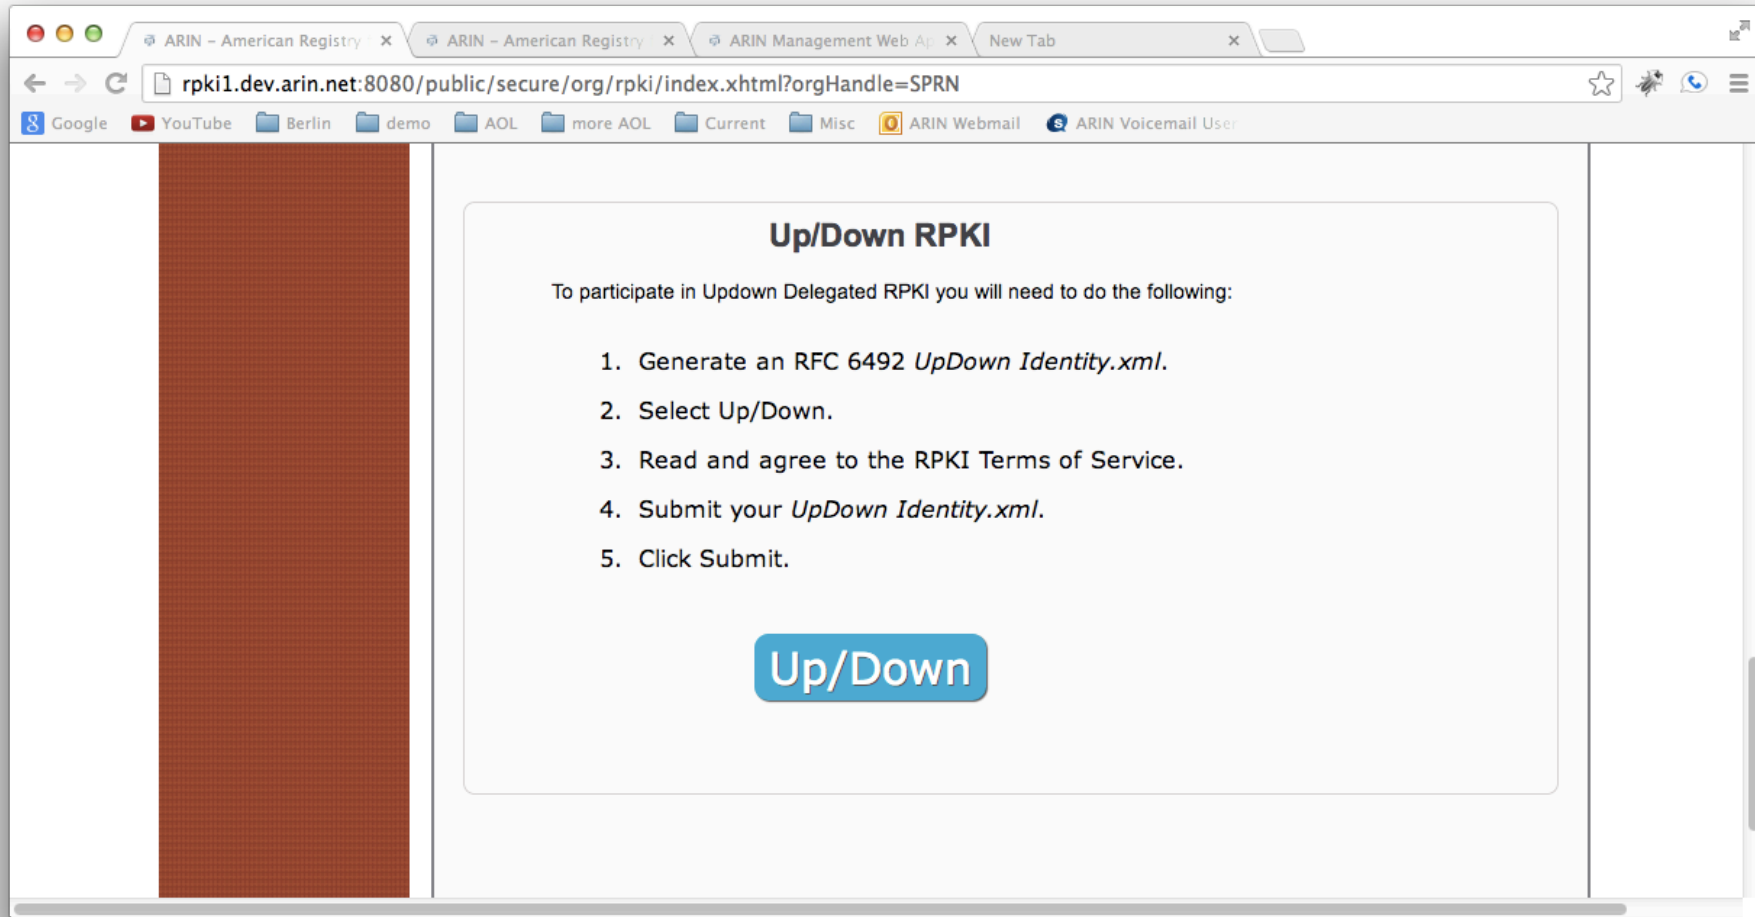 ARIN – American Registry
ARIN – American Registry
ARIN Management Web Ap
New Tab
rpki1.dev.arin.net:8080/public/secure/org/rpki/index.xhtml?orgHandle=SPRN
Google YouTube Berlin demo AOL more AOL Current Misc ARIN Webmail ARIN Voicemail User
Up/Down RPKI
To participate in Updown Delegated RPKI you will need to do the following:
1. Generate an RFC 6492 UpDown Identity.xml.
2. Select Up/Down.
3. Read and agree to the RPKI Terms of Service.
4. Submit your UpDown Identity.xml.
5. Click Submit.
Up/Down